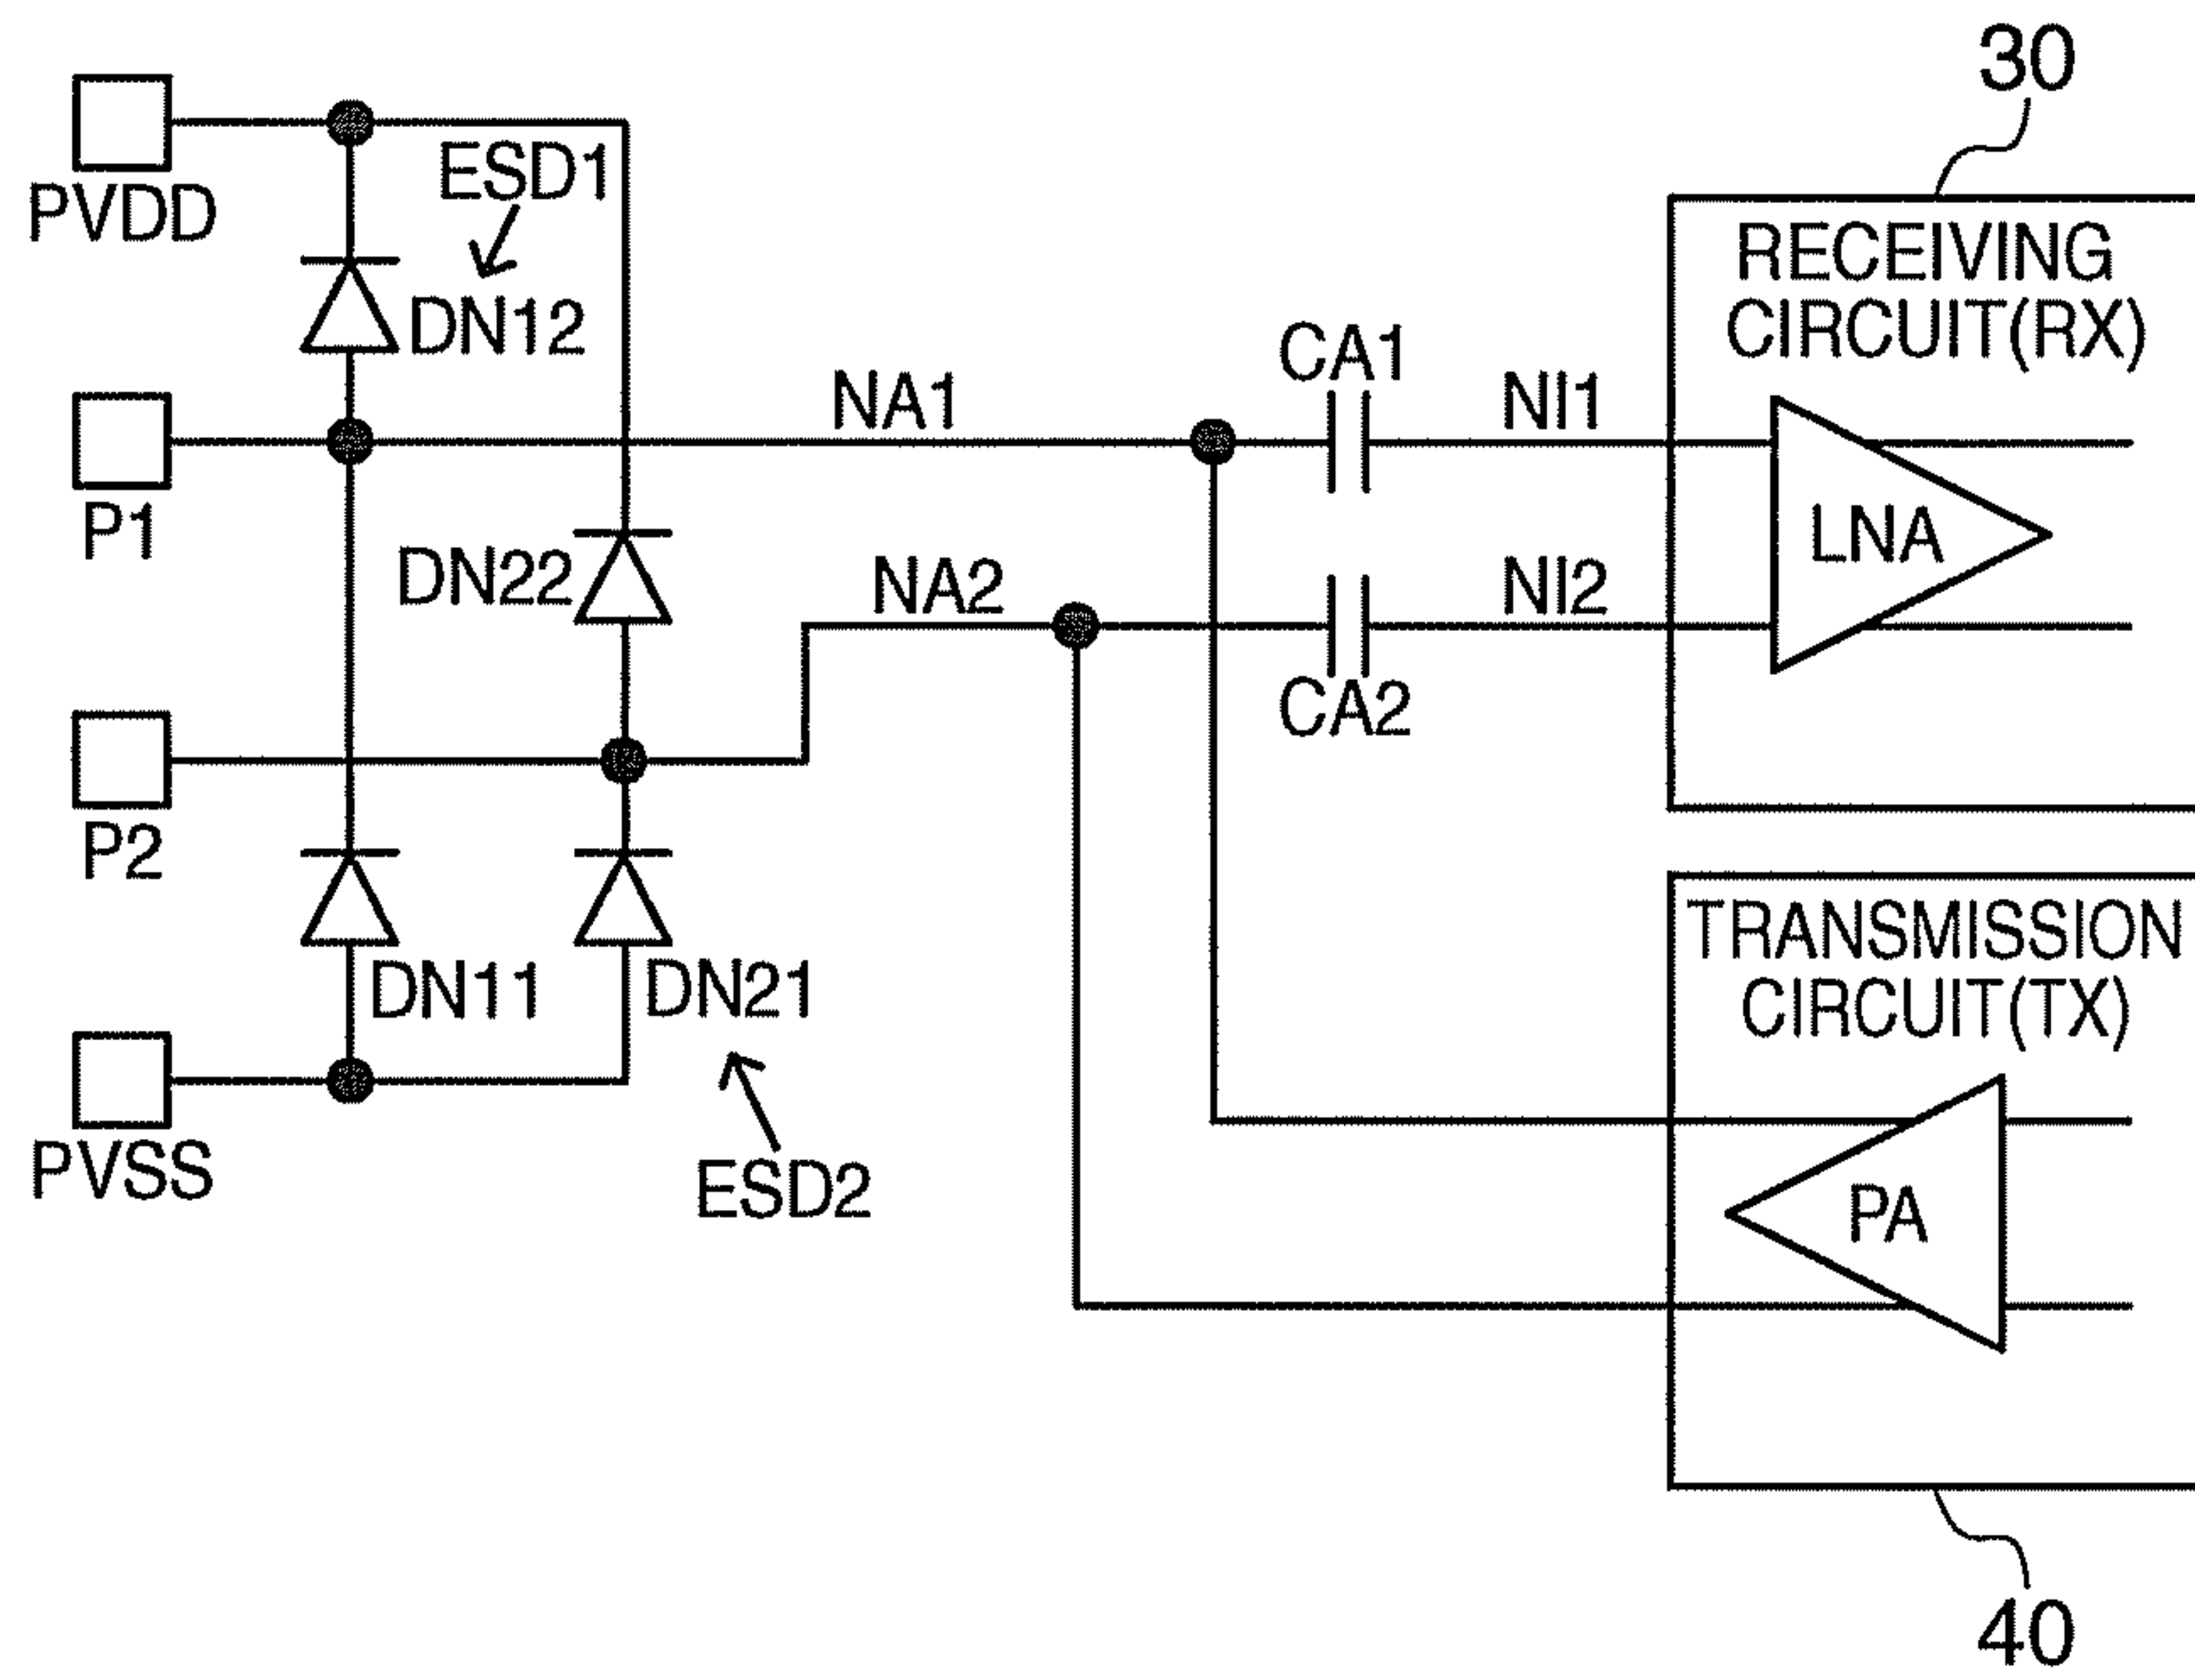 30
PVDD
ESD1
RECEIVING
CIRCUIT(RX)
DN12
CA1
NA1
NI1
P1
LNA
DN22
NA2
NI2
CA2
P2
TRANSMISSION
CIRCUIT(TX)
DN11
DN21
PVSS
ESD2
PA
40